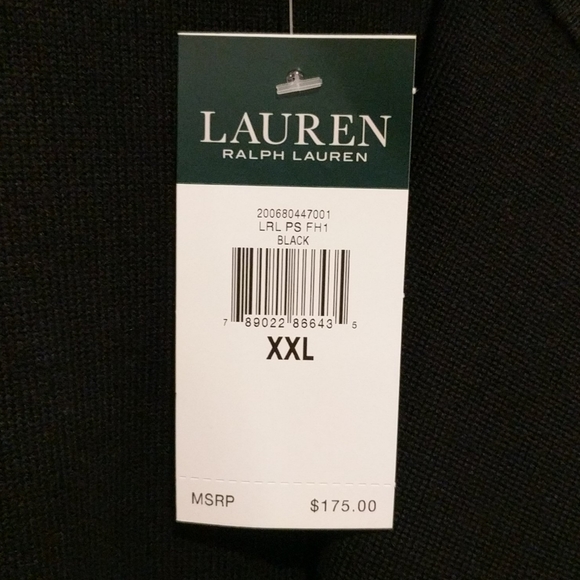 LAUREN
RALPH LAUREN
200680447001
LRL PS FH1
BLACK
7 89022 86643 5
XXL
MSRP $175.00